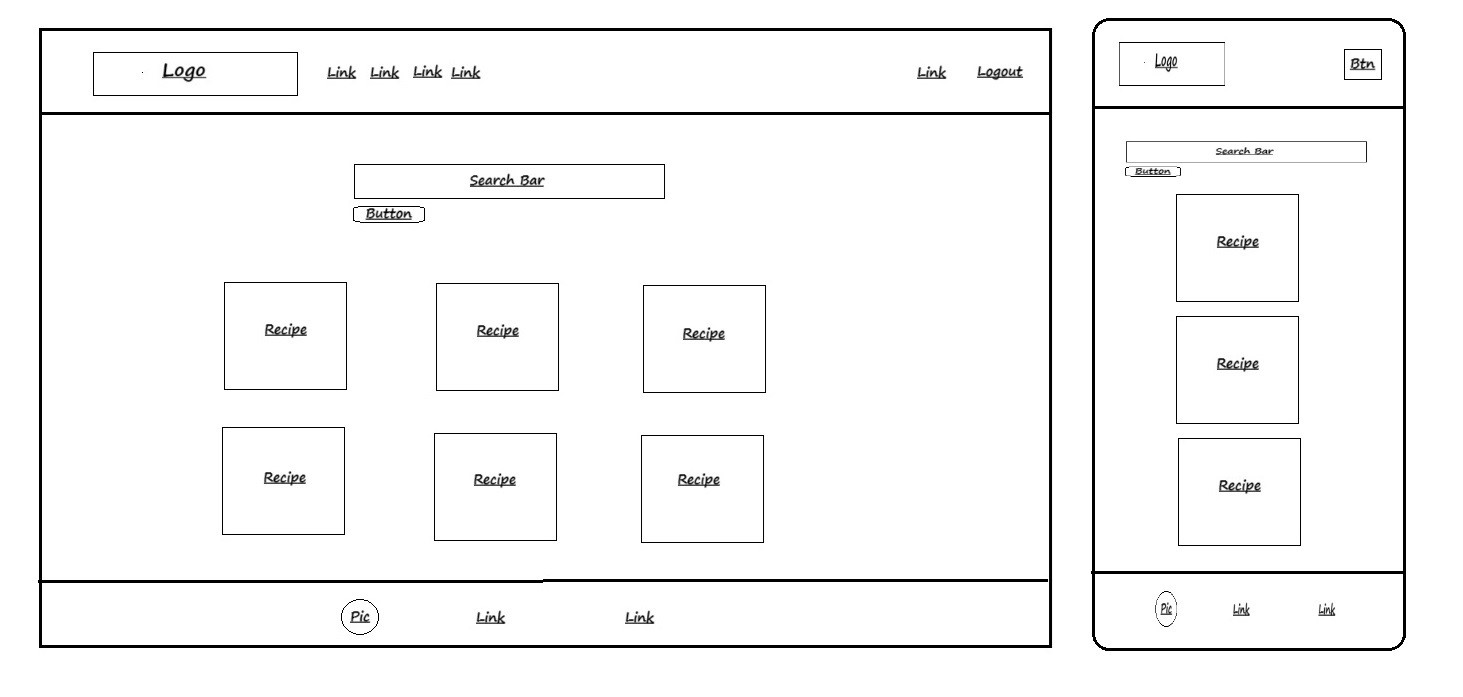 Logo
Link Link Link Link
Link Logout
Search Bar
Button
Recipe Recipe Recipe
Recipe Recipe Recipe
Pic Link Link
Logo
Btn
Search Bar
Button
Recipe
Recipe
Recipe
Pic Link Link